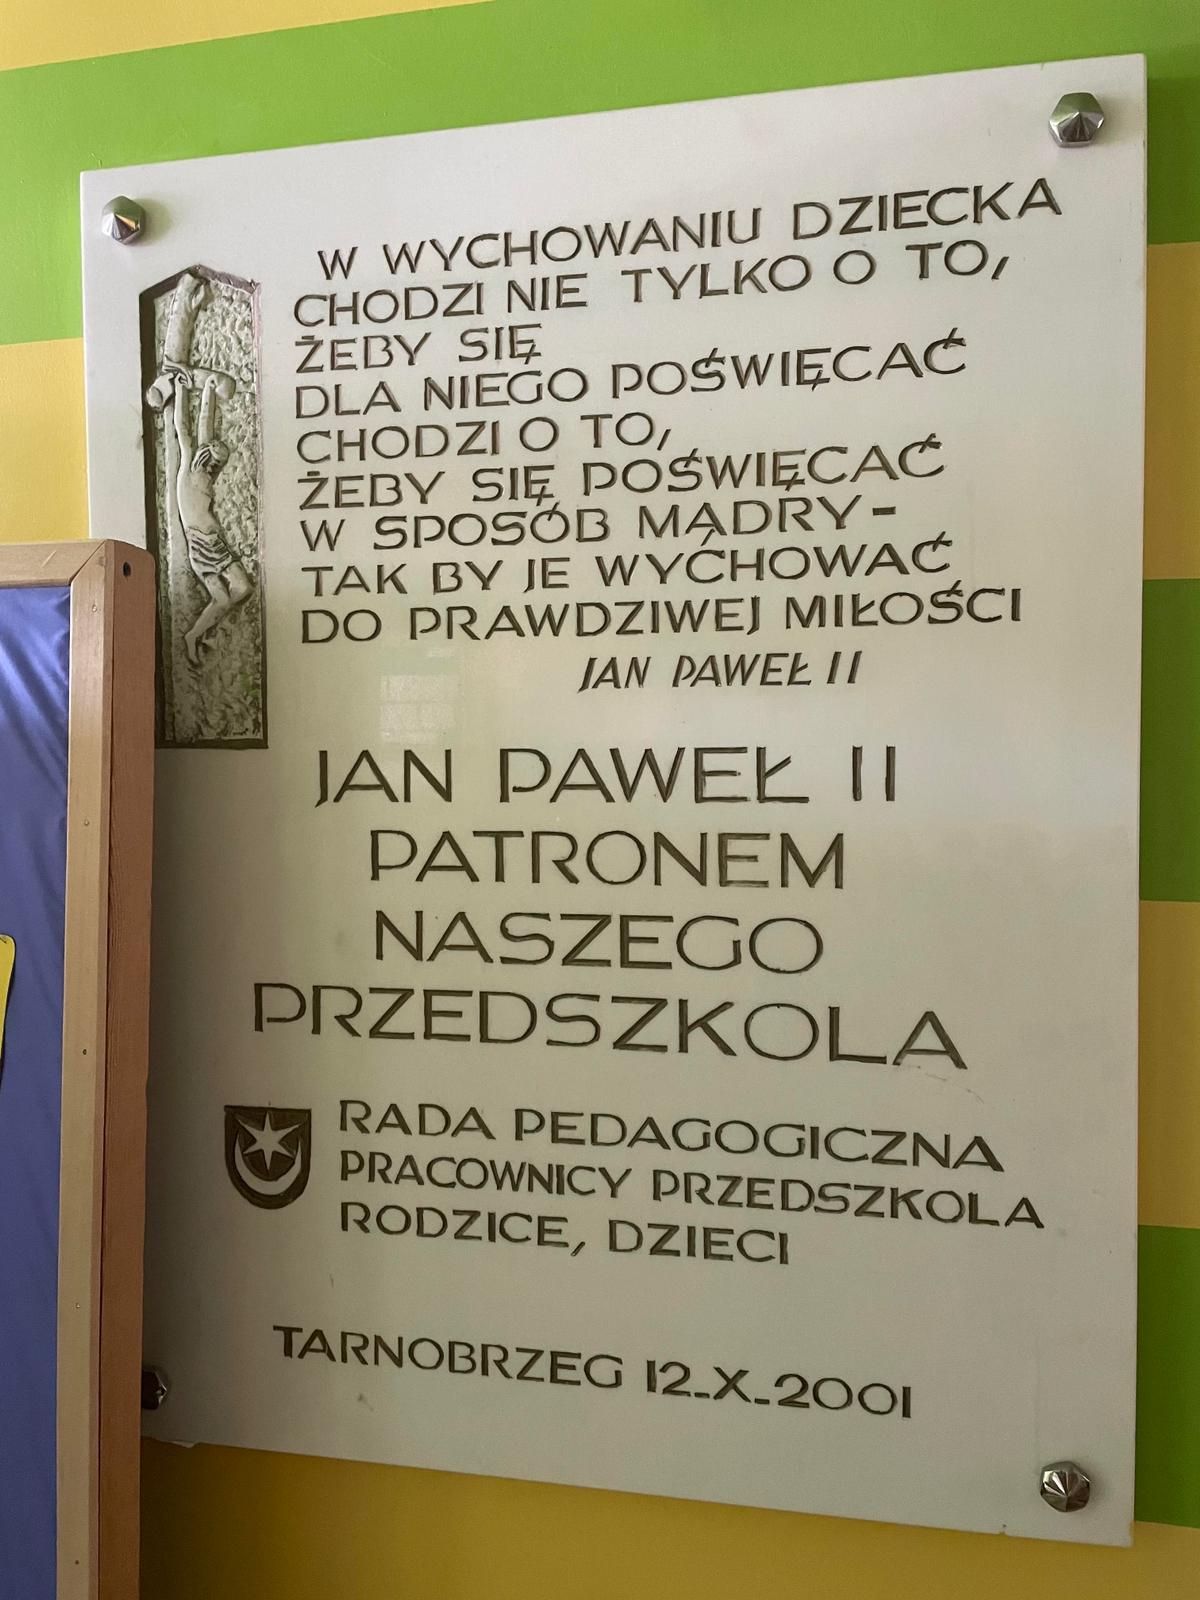 W WYCHOWANIU DZIECKA
CHODZI NIE TYLKO O TO,
ŻEBY SIĘ
DLA NIEGO POŚWIĘCAĆ
CHODZI O TO,
ŻEBY SIĘ POŚWIĘCAĆ
W SPOSÓB MĄDRY-
TAK BY JE WYCHOWAĆ
DO PRAWDZIWEJ MIŁOŚCI
JAN PAWEŁ II
JAN PAWEŁ II
PATRONEM
NASZEGO
PRZEDSZKOLA
RADA PEDAGOGICZNA
PRACOWNICY PRZEDSZKOLA
RODZICE, DZIECI
TARNOBRZEG 12.X.2001